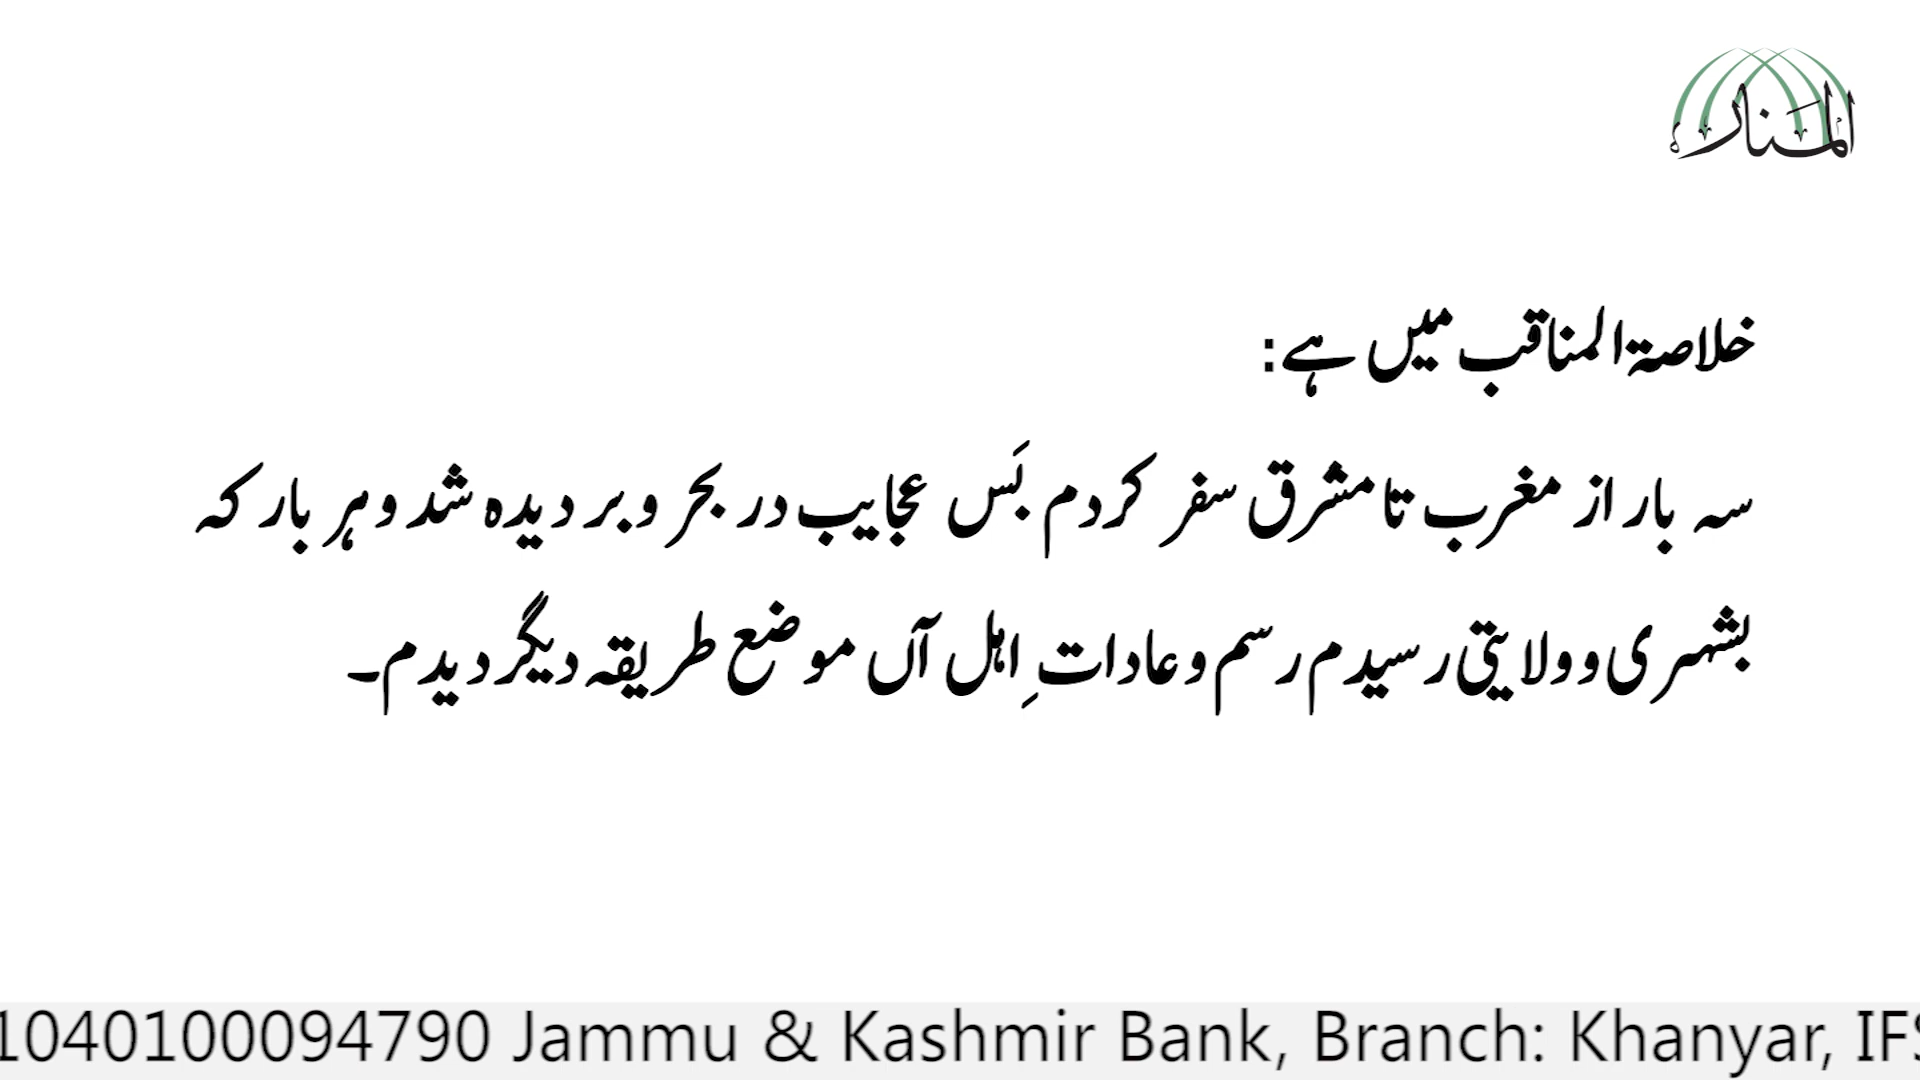 المنار
خلاصۃ المناقب میں ہے:
سہ بار از مغرب تا مشرق سفر کردم بَس عجایب در بحر و بر دیدہ شد و ہر بار کہ
بشہری و ولایتی رسیدم رسم و عاداتِ اہل آں موضع طریقہ دیگر دیدم۔
1040100094790 Jammu & Kashmir Bank, Branch: Khanyar, IFS